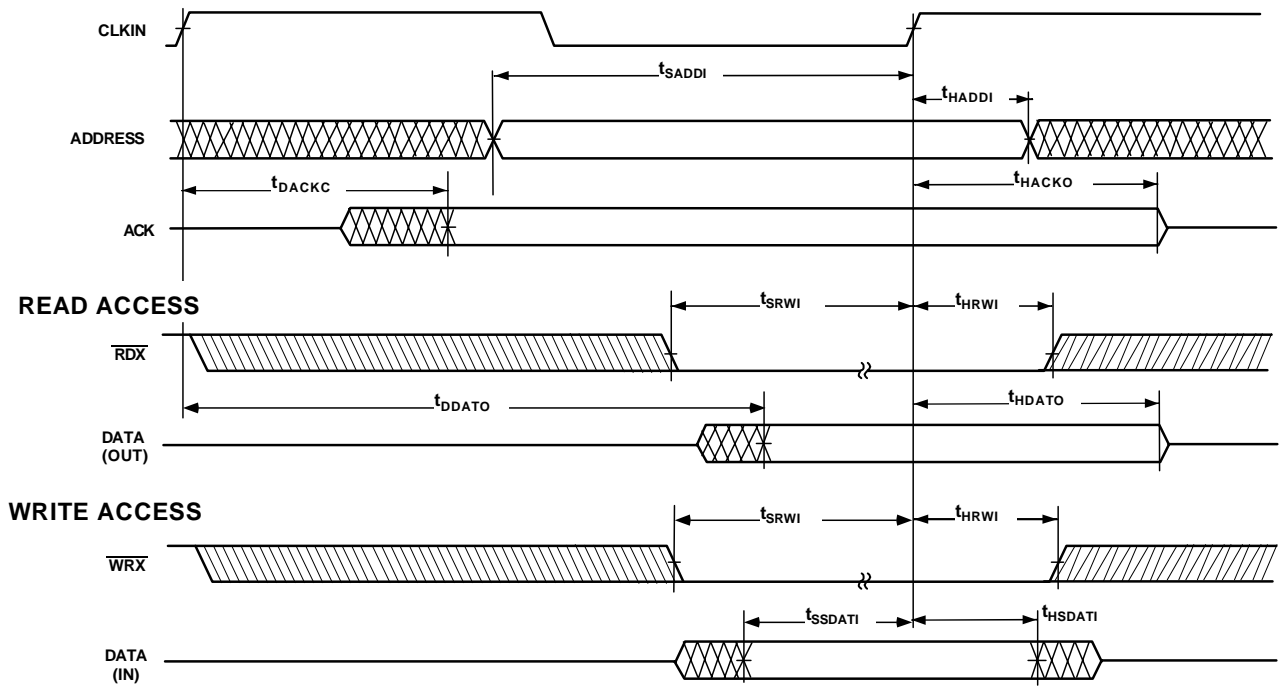 CLKIN
tSADDI
tHADDI
ADDRESS
tDACKC
tHACKO
ACK
READ ACCESS
tSRWI
tHRWI
RDX
tDDATO
tHDATO
DATA
(OUT)
WRITE ACCESS
tSRWI
tHRWI
WRX
tSSDATI
tHSDATI
DATA
(IN)